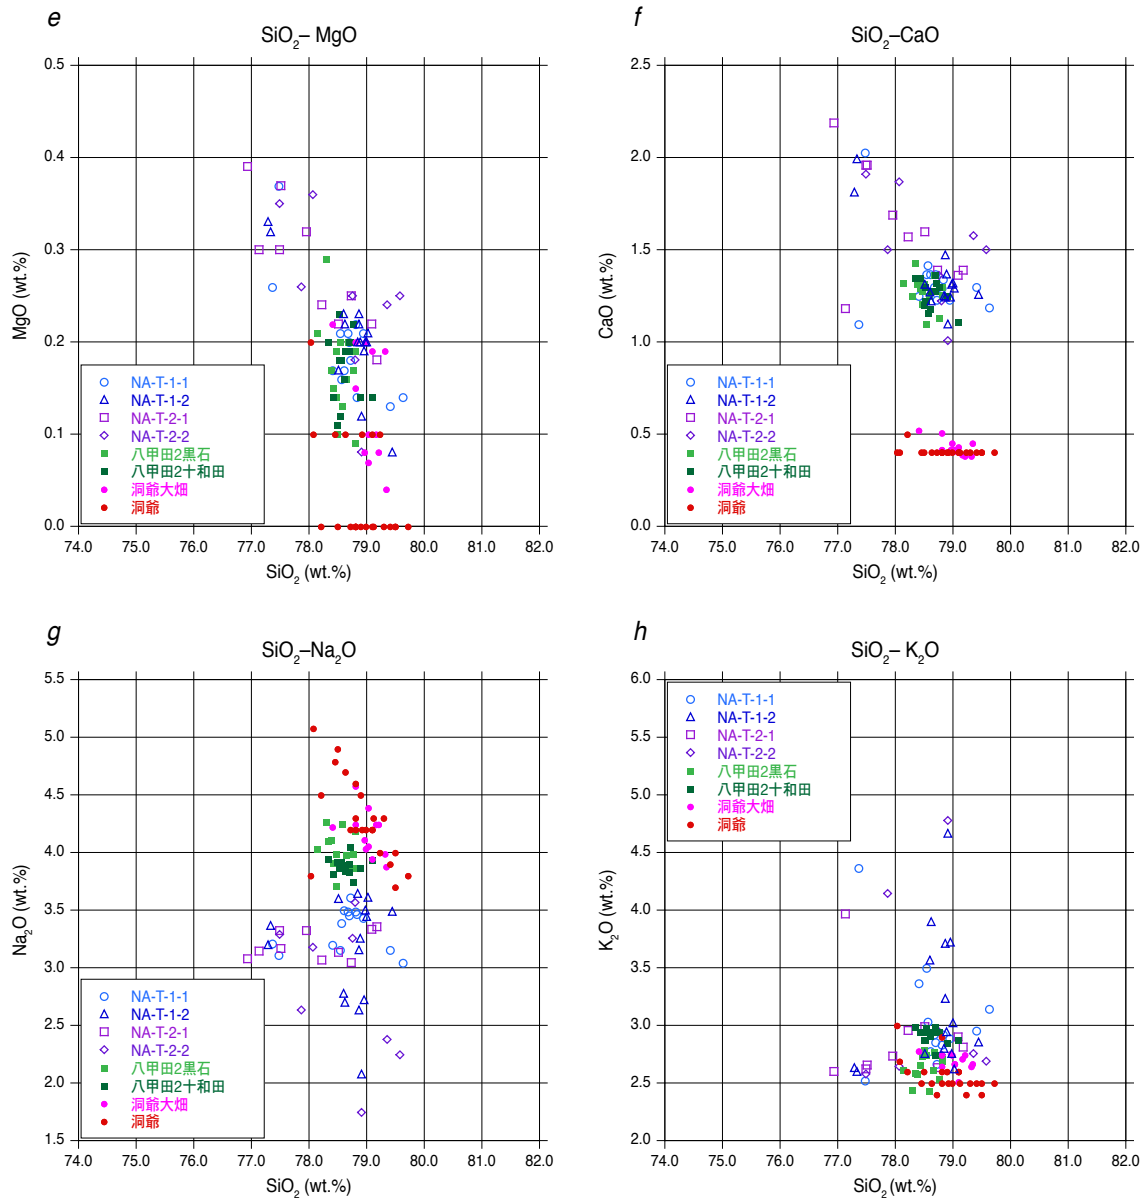 e
SiO2– MgO
0.5
0.4
0.3
0.2
0.1
0.0
MgO (wt.%)
NA-T-1-1
NA-T-1-2
NA-T-2-1
NA-T-2-2
八甲田2黒石
八甲田2十和田
洞爺大畑
洞爺
74.0 75.0 76.0 77.0 78.0 79.0 80.0 81.0 82.0
SiO2 (wt.%)
f
SiO2–CaO
2.5
2.0
1.5
1.0
0.5
0.0
CaO (wt.%)
NA-T-1-1
NA-T-1-2
NA-T-2-1
NA-T-2-2
八甲田2黒石
八甲田2十和田
洞爺大畑
洞爺
74.0 75.0 76.0 77.0 78.0 79.0 80.0 81.0 82.0
SiO2 (wt.%)
g
SiO2–Na2O
5.5
5.0
4.5
4.0
3.5
3.0
2.5
2.0
1.5
Na2O (wt.%)
NA-T-1-1
NA-T-1-2
NA-T-2-1
NA-T-2-2
八甲田2黒石
八甲田2十和田
洞爺大畑
洞爺
74.0 75.0 76.0 77.0 78.0 79.0 80.0 81.0 82.0
SiO2 (wt.%)
h
SiO2– K2O
6.0
5.5
5.0
4.5
4.0
3.5
3.0
2.5
2.0
K2O (wt.%)
NA-T-1-1
NA-T-1-2
NA-T-2-1
NA-T-2-2
八甲田2黒石
八甲田2十和田
洞爺大畑
洞爺
74.0 75.0 76.0 77.0 78.0 79.0 80.0 81.0 82.0
SiO2 (wt.%)